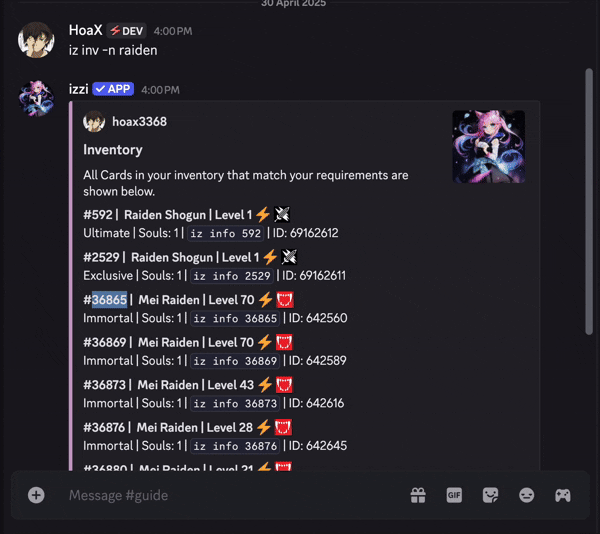 30 April 2025
HoaX ⚡DEV 4:00 PM
iz inv -n raiden
izzi ✓ APP 4:00 PM
hoax3368
Inventory
All Cards in your inventory that match your requirements are
shown below.
#592 | Raiden Shogun | Level 1
Ultimate | Souls: 1 | iz info 592 | ID: 69162612
#2529 | Raiden Shogun | Level 1
Exclusive | Souls: 1 | iz info 2529 | ID: 69162611
#36865 | Mei Raiden | Level 70
Immortal | Souls: 1 | iz info 36865 | ID: 642560
#36869 | Mei Raiden | Level 70
Immortal | Souls: 1 | iz info 36869 | ID: 642589
#36873 | Mei Raiden | Level 43
Immortal | Souls: 1 | iz info 36873 | ID: 642616
#36876 | Mei Raiden | Level 28
Immortal | Souls: 1 | iz info 36876 | ID: 642645
#36880 | Mei Raiden | Level 21
Message #guide
GIF